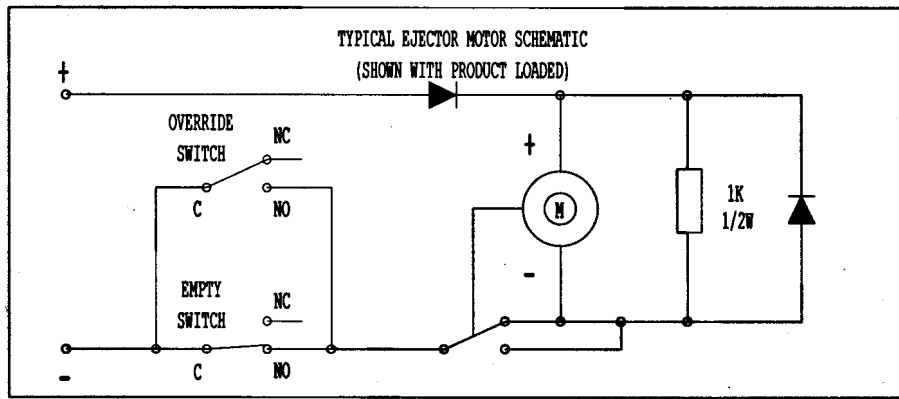 TYPICAL EJECTOR MOTOR SCHEMATIC
(SHOWN WITH PRODUCT LOADED)
+
OVERRIDE
SWITCH
NC
C
NO
+
M
-
1K
1/2W
EMPTY
SWITCH
NC
C
NO
-